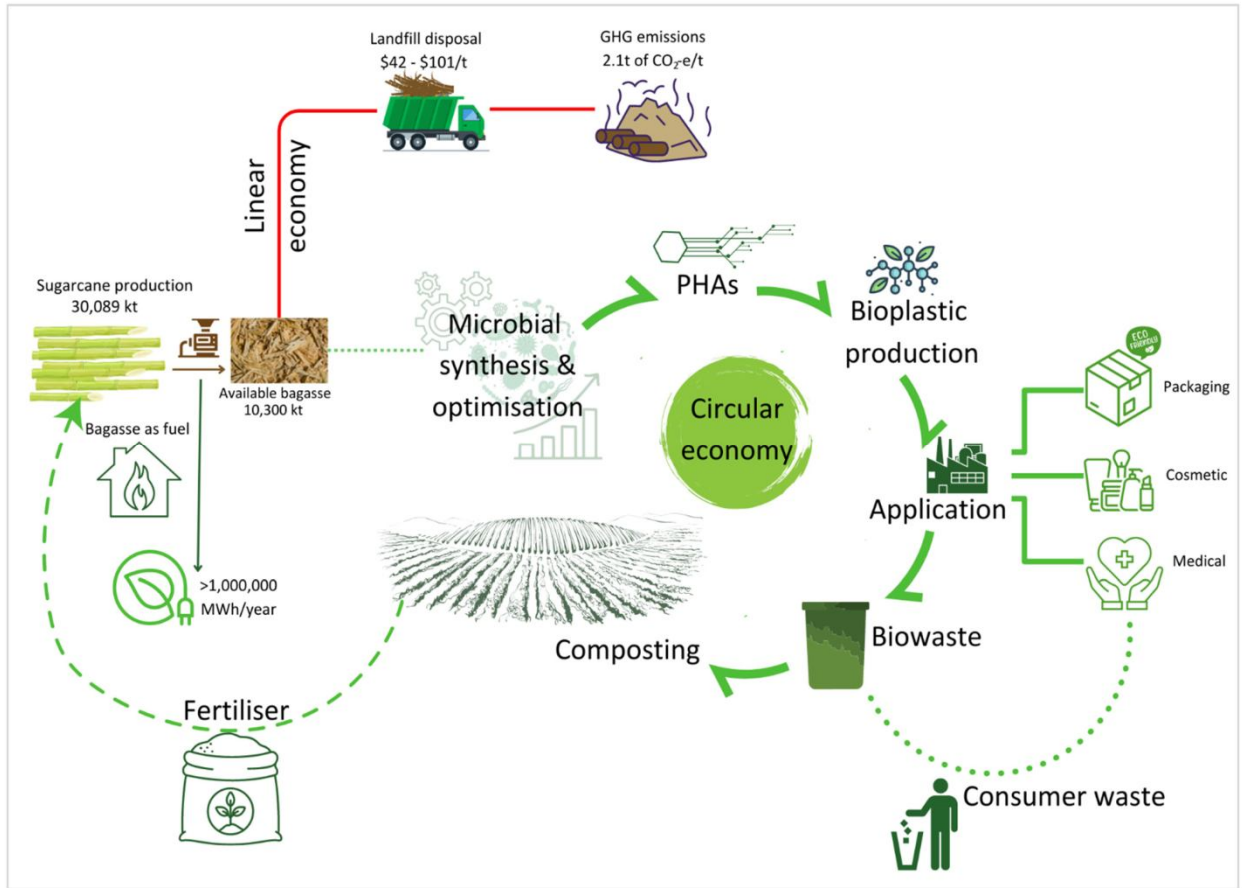 Landfill disposal
$42 - $101/t
GHG emissions
2.1t of CO₂-e/t
Linear
economy
Sugarcane production
30,089 kt
Available bagasse
10,300 kt
Bagasse as fuel
>1,000,000
MWh/year
Microbial
synthesis &
optimisation
PHAs
Bioplastic
production
Circular
economy
Application
ECO
FRIENDLY
Packaging
Cosmetic
Medical
Biowaste
Composting
Fertiliser
Consumer waste